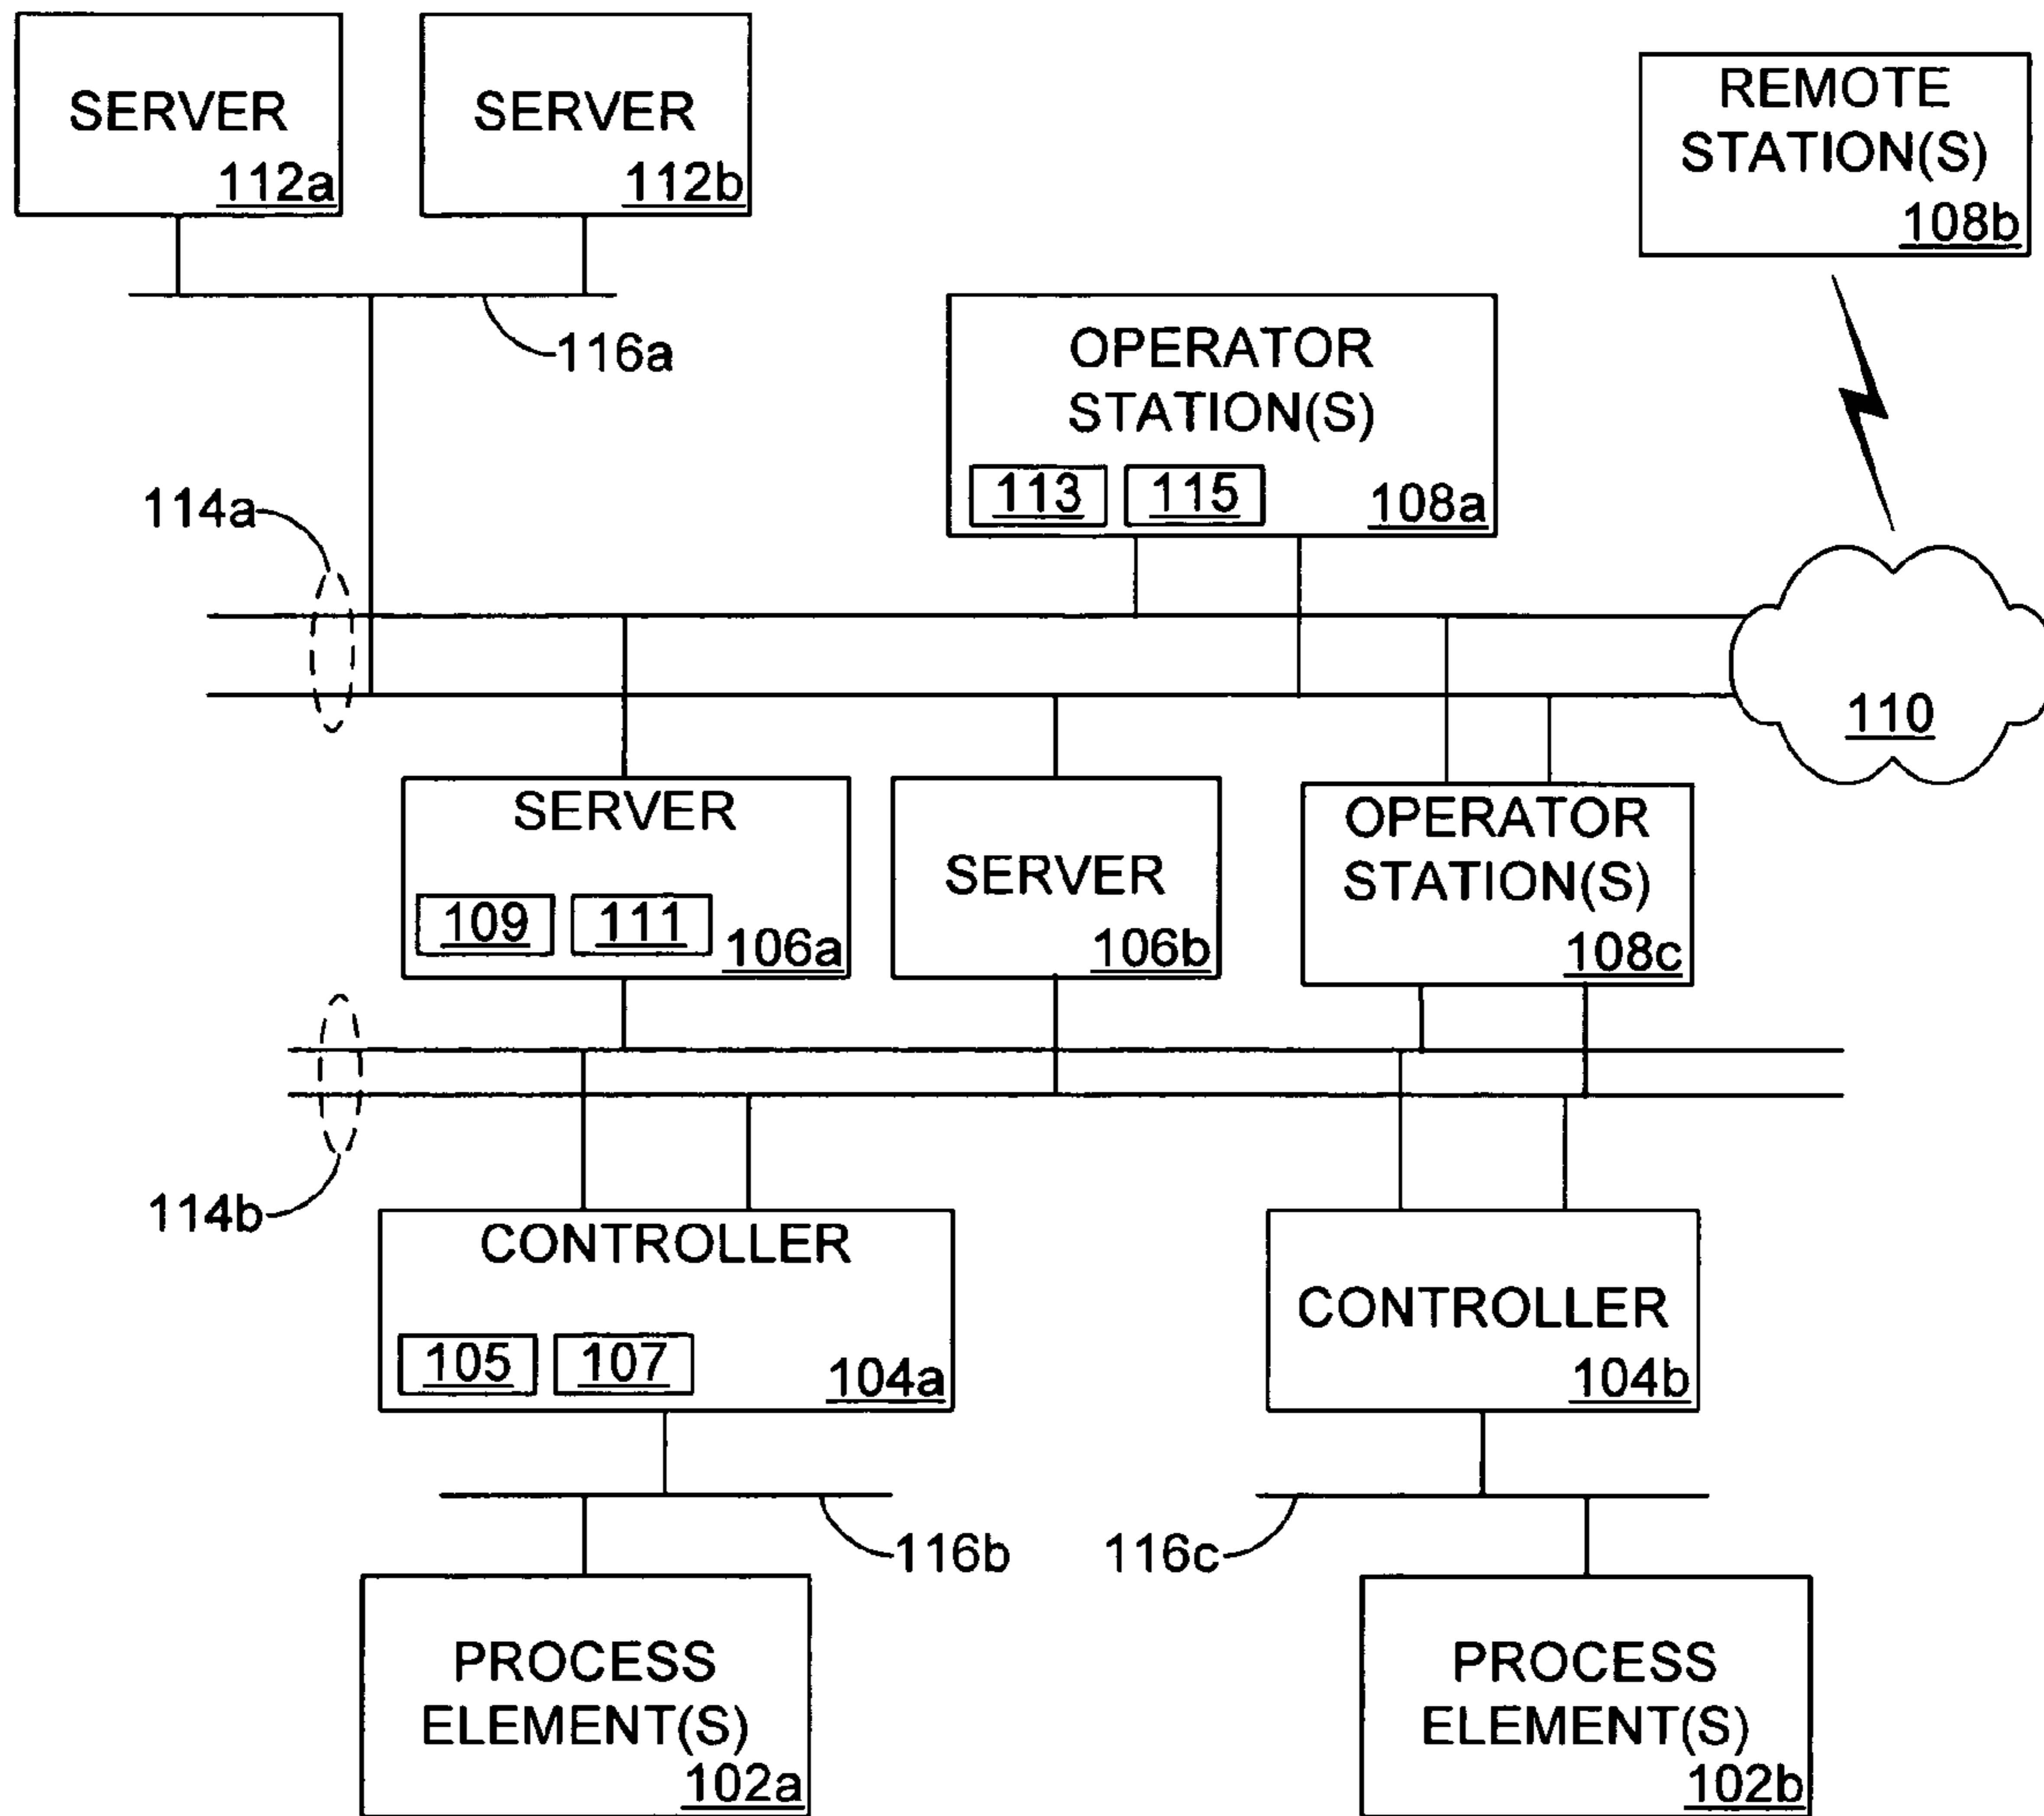 SERVER
112a
SERVER
112b
REMOTE
STATION(S)
108b
116a
OPERATOR
STATION(S)
113
115
108a
114a
110
SERVER
109
111
106a
SERVER
106b
OPERATOR
STATION(S)
108c
114b
CONTROLLER
105
107
104a
CONTROLLER
104b
116b
116c
PROCESS
ELEMENT(S)
102a
PROCESS
ELEMENT(S)
102b